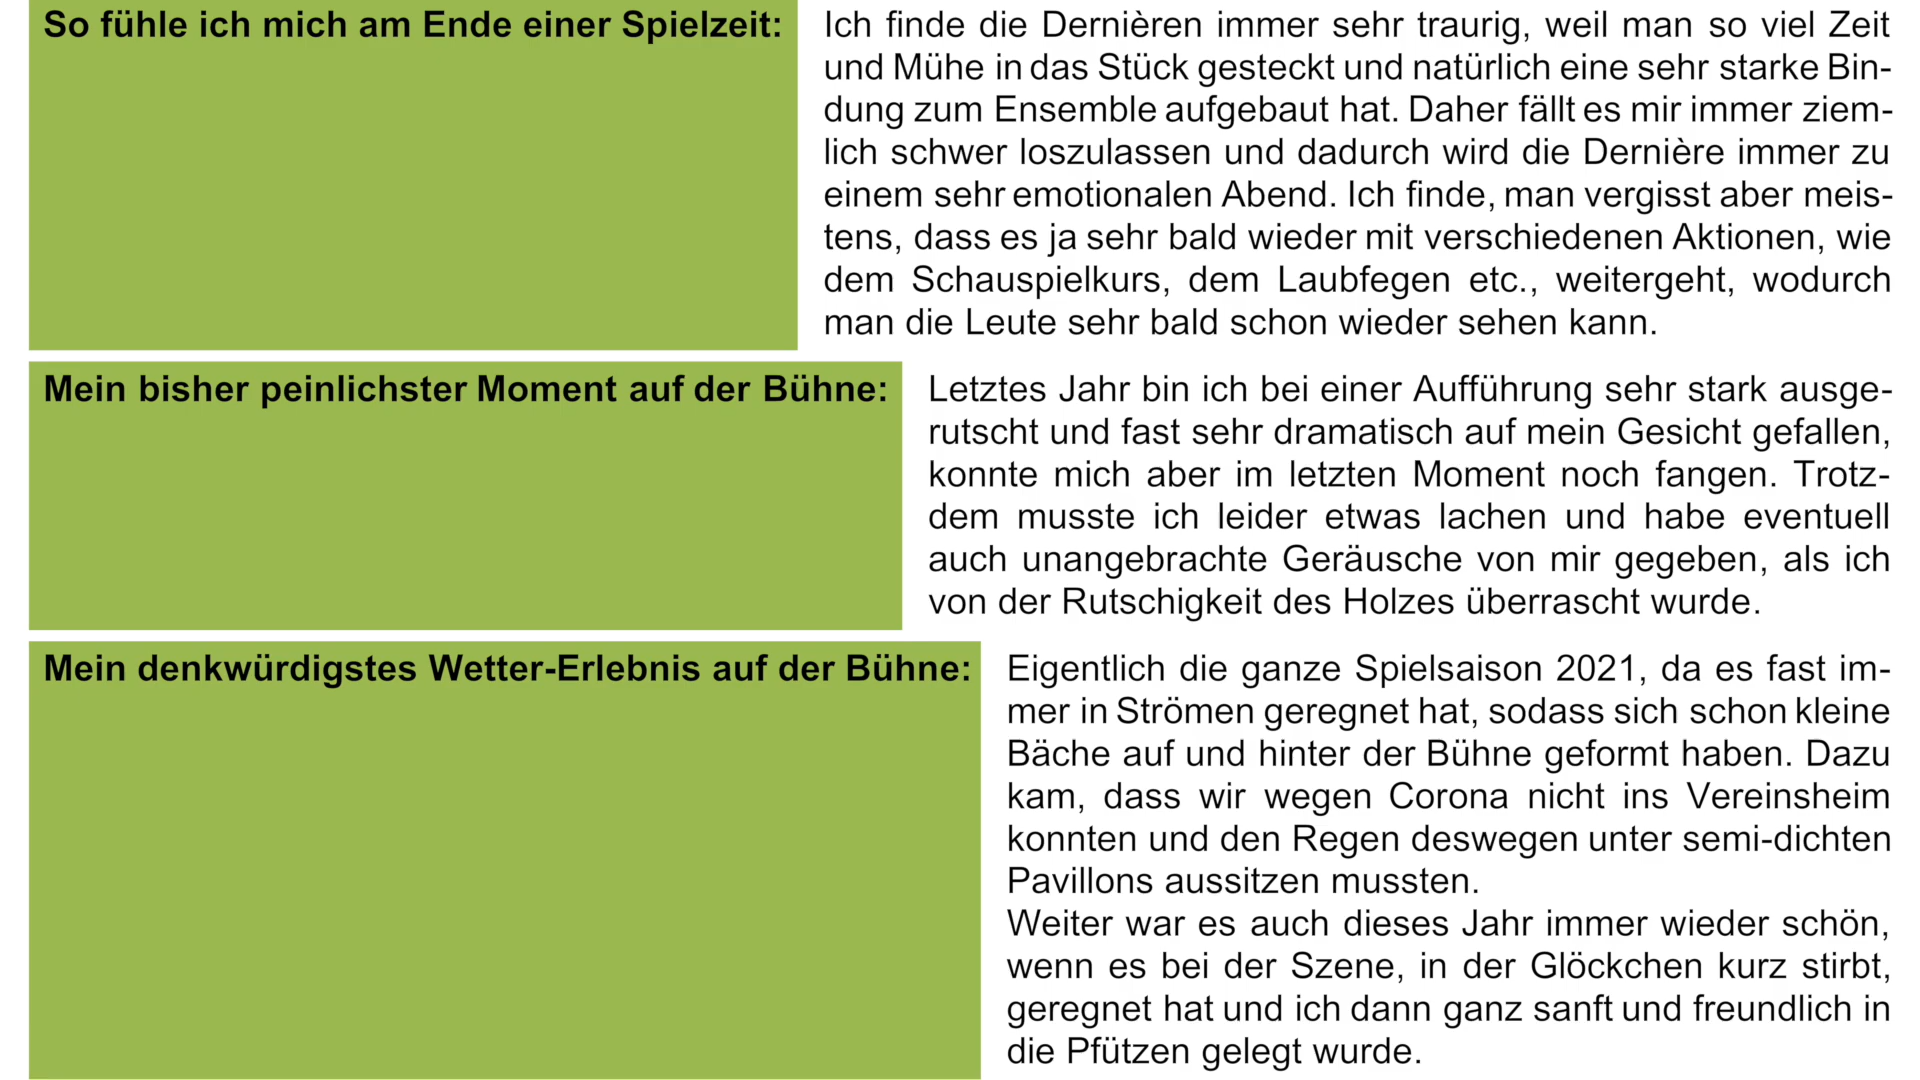 So fühle ich mich am Ende einer Spielzeit:
Ich finde die Dernièren immer sehr traurig, weil man so viel Zeit
und Mühe in das Stück gesteckt und natürlich eine sehr starke Bin-
dung zum Ensemble aufgebaut hat. Daher fällt es mir immer ziem-
lich schwer loszulassen und dadurch wird die Dernière immer zu
einem sehr emotionalen Abend. Ich finde, man vergisst aber meis-
tens, dass es ja sehr bald wieder mit verschiedenen Aktionen, wie
dem Schauspielkurs, dem Laubfegen etc., weitergeht, wodurch
man die Leute sehr bald schon wieder sehen kann.
Mein bisher peinlichster Moment auf der Bühne:
Letztes Jahr bin ich bei einer Aufführung sehr stark ausge-
rutscht und fast sehr dramatisch auf mein Gesicht gefallen,
konnte mich aber im letzten Moment noch fangen. Trotz-
dem musste ich leider etwas lachen und habe eventuell
auch unangebrachte Geräusche von mir gegeben, als ich
von der Rutschigkeit des Holzes überrascht wurde.
Mein denkwürdigstes Wetter-Erlebnis auf der Bühne:
Eigentlich die ganze Spielsaison 2021, da es fast im-
mer in Strömen geregnet hat, sodass sich schon kleine
Bäche auf und hinter der Bühne geformt haben. Dazu
kam, dass wir wegen Corona nicht ins Vereinsheim
konnten und den Regen deswegen unter semi-dichten
Pavillons aussitzen mussten.
Weiter war es auch dieses Jahr immer wieder schön,
wenn es bei der Szene, in der Glöckchen kurz stirbt,
geregnet hat und ich dann ganz sanft und freundlich in
die Pfützen gelegt wurde.